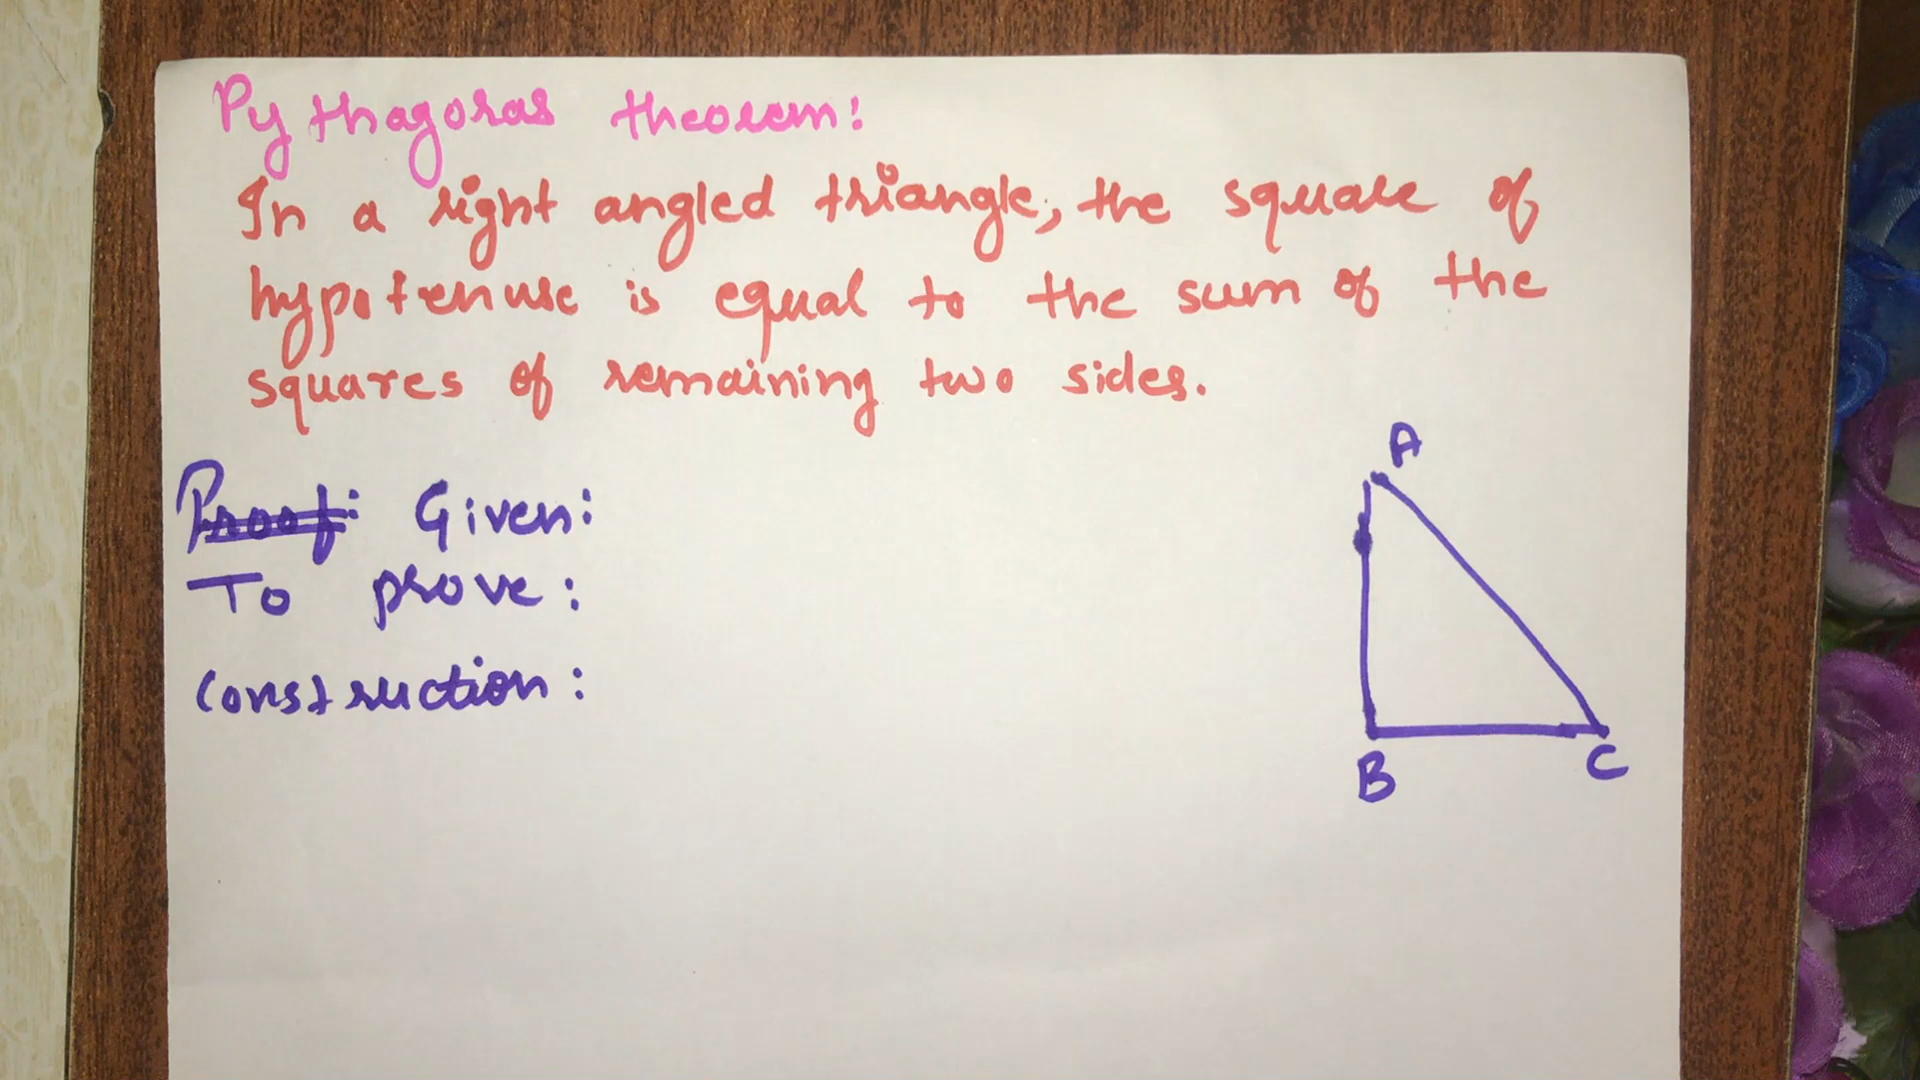 Pythagoras theorem:
In a right angled triangle, the square of
hypotenuse is equal to the sum of the
squares of remaining two sides.
Proof: Given:
To prove:
Construction:
A
B
C